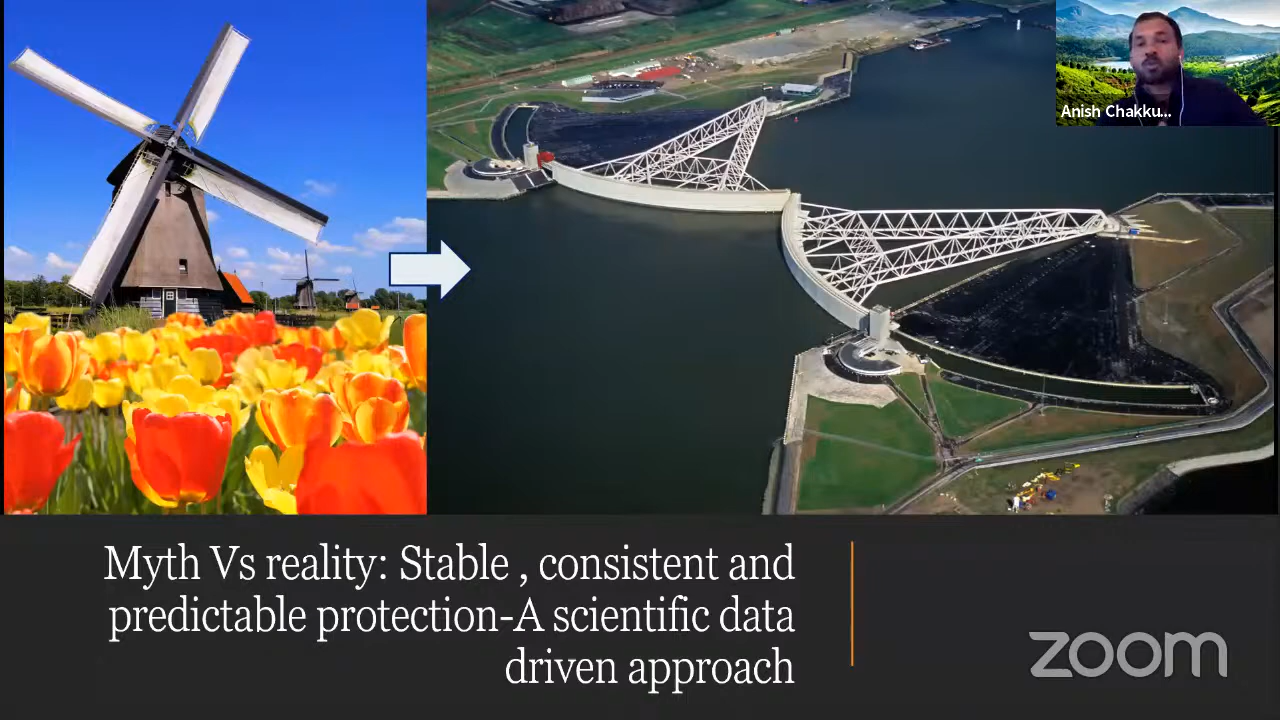 Anish Chakku...
Myth Vs reality: Stable , consistent and
predictable protection-A scientific data
driven approach
zoom